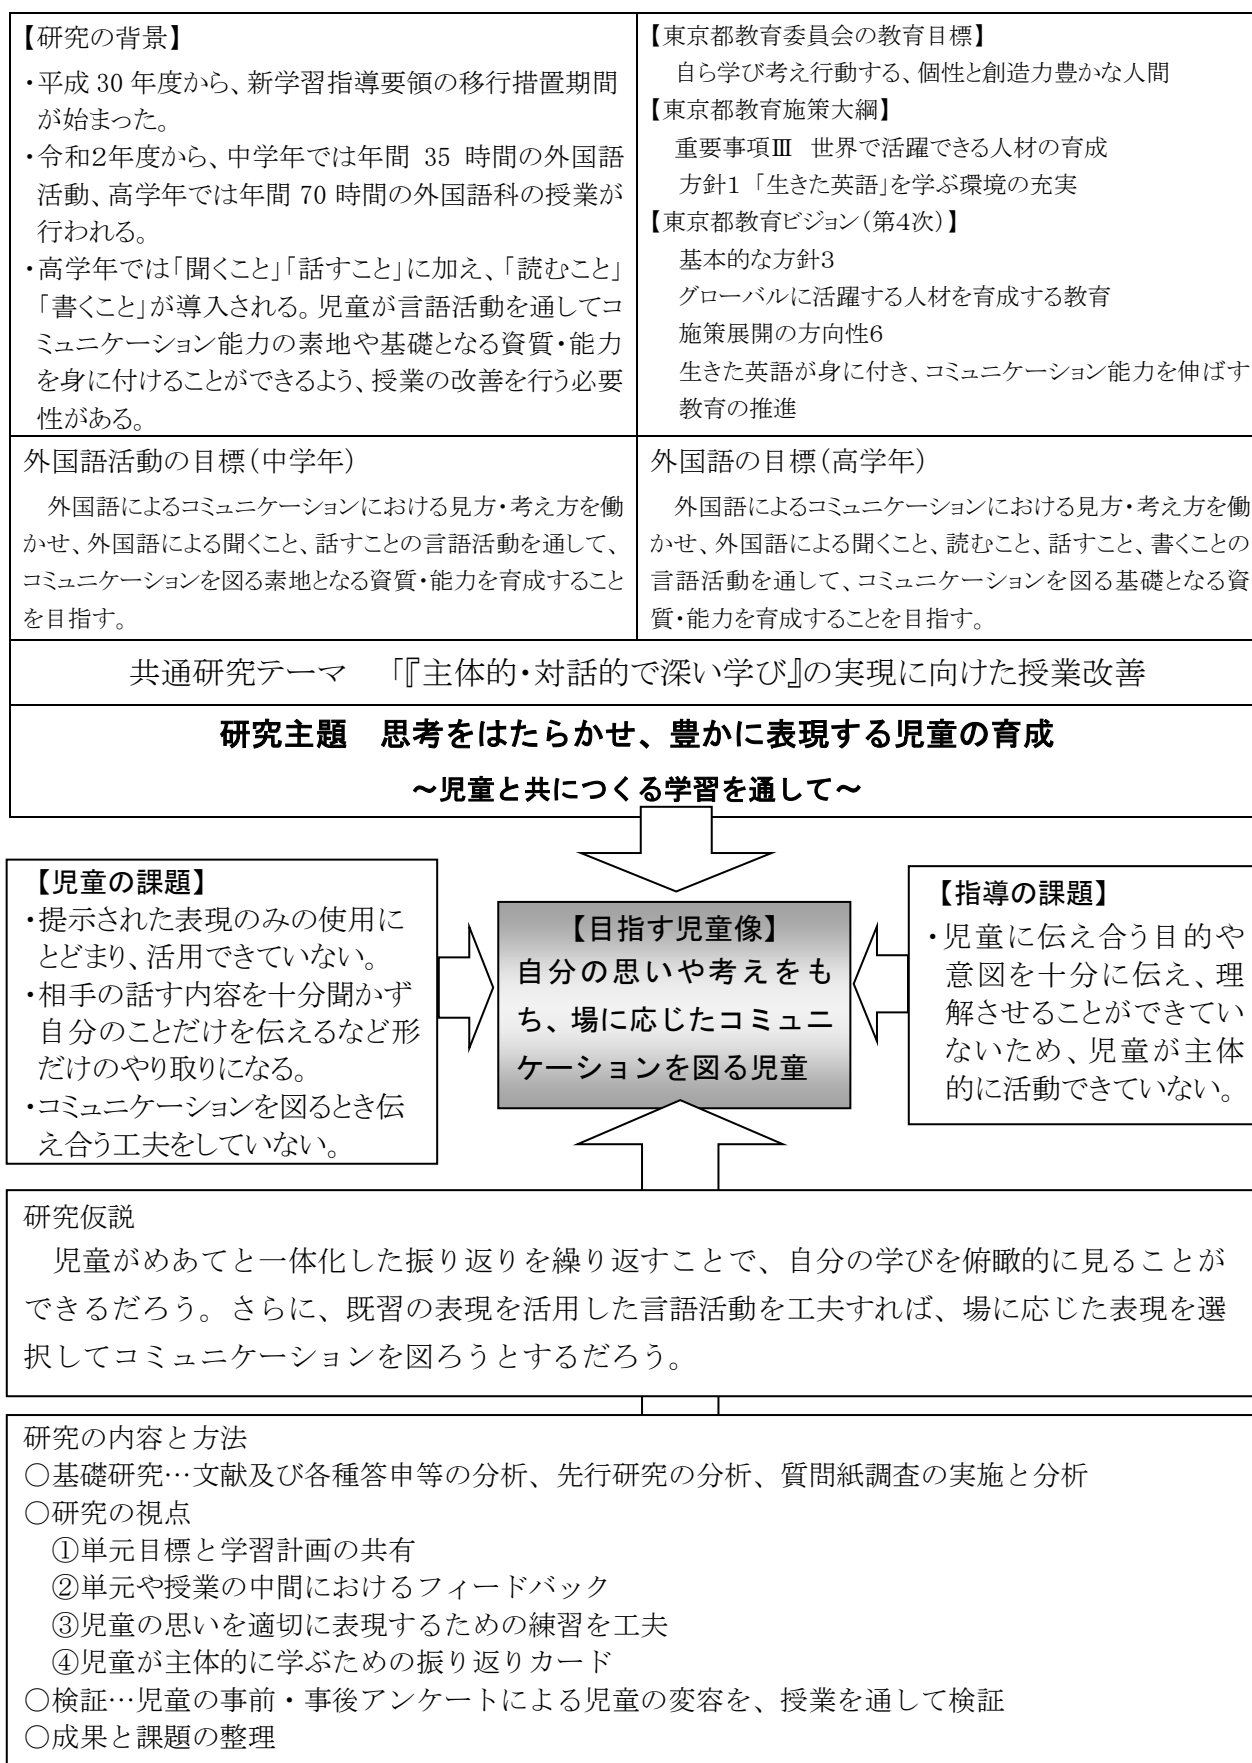 【研究の背景】
・平成 30 年度から、新学習指導要領の移行措置期間
が始まった。
・令和２年度から、中学年では年間 35 時間の外国語
活動、高学年では年間 70 時間の外国語科の授業が
行われる。
・高学年では「聞くこと」「話すこと」に加え、「読むこと」
「書くこと」が導入される。児童が言語活動を通してコ
ミュニケーション能力の素地や基礎となる資質・能力
を身に付けることができるよう、授業の改善を行う必要
性がある。
【東京都教育委員会の教育目標】
自ら学び考え行動する、個性と創造力豊かな人間
【東京都教育施策大綱】
重要事項Ⅲ 世界で活躍できる人材の育成
方針１ 「生きた英語」を学ぶ環境の充実
【東京都教育ビジョン（第４次）】
基本的な方針３
グローバルに活躍する人材を育成する教育
施策展開の方向性６
生きた英語が身に付き、コミュニケーション能力を伸ばす
教育の推進
外国語活動の目標（中学年）
外国語によるコミュニケーションにおける見方・考え方を働
かせ、外国語による聞くこと、話すことの言語活動を通して、
コミュニケーションを図る素地となる資質・能力を育成すること
を目指す。
外国語の目標（高学年）
外国語によるコミュニケーションにおける見方・考え方を働
かせ、外国語による聞くこと、読むこと、話すこと、書くことの
言語活動を通して、コミュニケーションを図る基礎となる資
質・能力を育成することを目指す。
共通研究テーマ 「『主体的・対話的で深い学び』の実現に向けた授業改善
研究主題 思考をはたらかせ、豊かに表現する児童の育成
～児童と共につくる学習を通して～
【児童の課題】
・提示された表現のみの使用に
とどまり、活用できていない。
・相手の話す内容を十分聞かず
自分のことだけを伝えるなど形
だけのやり取りになる。
・コミュニケーションを図るとき伝
え合う工夫をしていない。
【目指す児童像】
自分の思いや考えをも
ち、場に応じたコミュニ
ケーションを図る児童
【指導の課題】
・児童に伝え合う目的や
意図を十分に伝え、理
解させることができてい
ないため、児童が主体
的に活動できていない。
研究仮説
児童がめあてと一体化した振り返りを繰り返すことで、自分の学びを俯瞰的に見ることが
できるだろう。さらに、既習の表現を活用した言語活動を工夫すれば、場に応じた表現を選
択してコミュニケーションを図ろうとするだろう。
研究の内容と方法
○基礎研究…文献及び各種答申等の分析、先行研究の分析、質問紙調査の実施と分析
○研究の視点
①単元目標と学習計画の共有
②単元や授業の中間におけるフィードバック
③児童の思いを適切に表現するための練習を工夫
④児童が主体的に学ぶための振り返りカード
○検証…児童の事前・事後アンケートによる児童の変容を、授業を通して検証
○成果と課題の整理